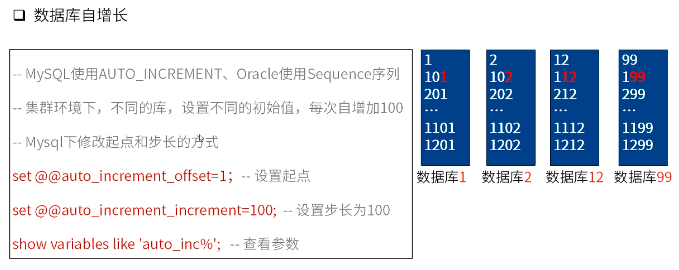 数据库自增长
-- MySQL使用AUTO_INCREMENT、Oracle使用Sequence序列
-- 集群环境下，不同的库，设置不同的初始值，每次自增加100
-- Mysql下修改起点和步长的方式
set @@auto_increment_offset=1; -- 设置起点
set @@auto_increment_increment=100; -- 设置步长为100
show variables like 'auto_inc%'; -- 查看参数
1
101
201
...
1101
1201
数据库1
2
102
202
...
1102
1202
数据库2
12
112
212
...
1112
1212
数据库12
99
199
299
...
1199
1299
数据库99